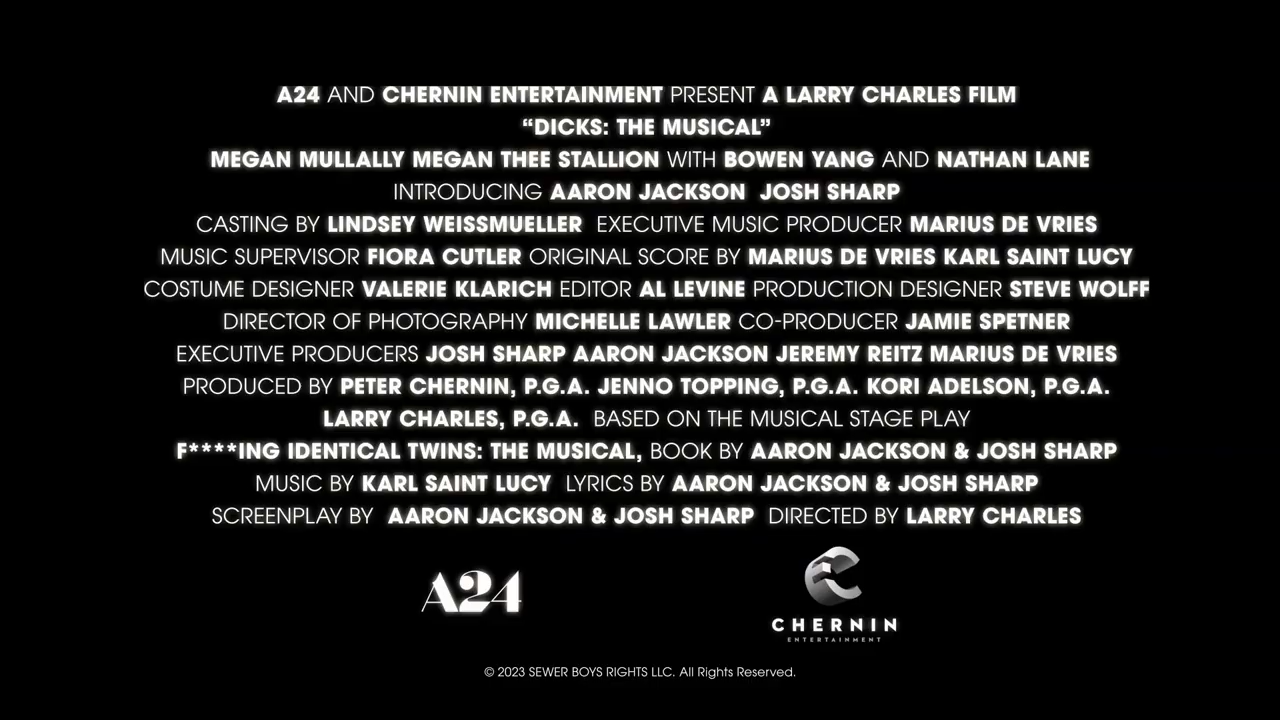 A24 AND CHERNIN ENTERTAINMENT PRESENT A LARRY CHARLES FILM
“DICKS: THE MUSICAL”
MEGAN MULLALLY MEGAN THEE STALLION WITH BOWEN YANG AND NATHAN LANE
INTRODUCING AARON JACKSON JOSH SHARP
CASTING BY LINDSEY WEISSMUELLER EXECUTIVE MUSIC PRODUCER MARIUS DE VRIES
MUSIC SUPERVISOR FIORA CUTLER ORIGINAL SCORE BY MARIUS DE VRIES KARL SAINT LUCY
COSTUME DESIGNER VALERIE KLARICH EDITOR AL LEVINE PRODUCTION DESIGNER STEVE WOLFF
DIRECTOR OF PHOTOGRAPHY MICHELLE LAWLER CO-PRODUCER JAMIE SPETNER
EXECUTIVE PRODUCERS JOSH SHARP AARON JACKSON JEREMY REITZ MARIUS DE VRIES
PRODUCED BY PETER CHERNIN, P.G.A. JENNO TOPPING, P.G.A. KORI ADELSON, P.G.A.
LARRY CHARLES, P.G.A. BASED ON THE MUSICAL STAGE PLAY
F****ING IDENTICAL TWINS: THE MUSICAL, BOOK BY AARON JACKSON & JOSH SHARP
MUSIC BY KARL SAINT LUCY LYRICS BY AARON JACKSON & JOSH SHARP
SCREENPLAY BY AARON JACKSON & JOSH SHARP DIRECTED BY LARRY CHARLES
A24
CHERNIN
ENTERTAINMENT
© 2023 SEWER BOYS RIGHTS LLC. All Rights Reserved.